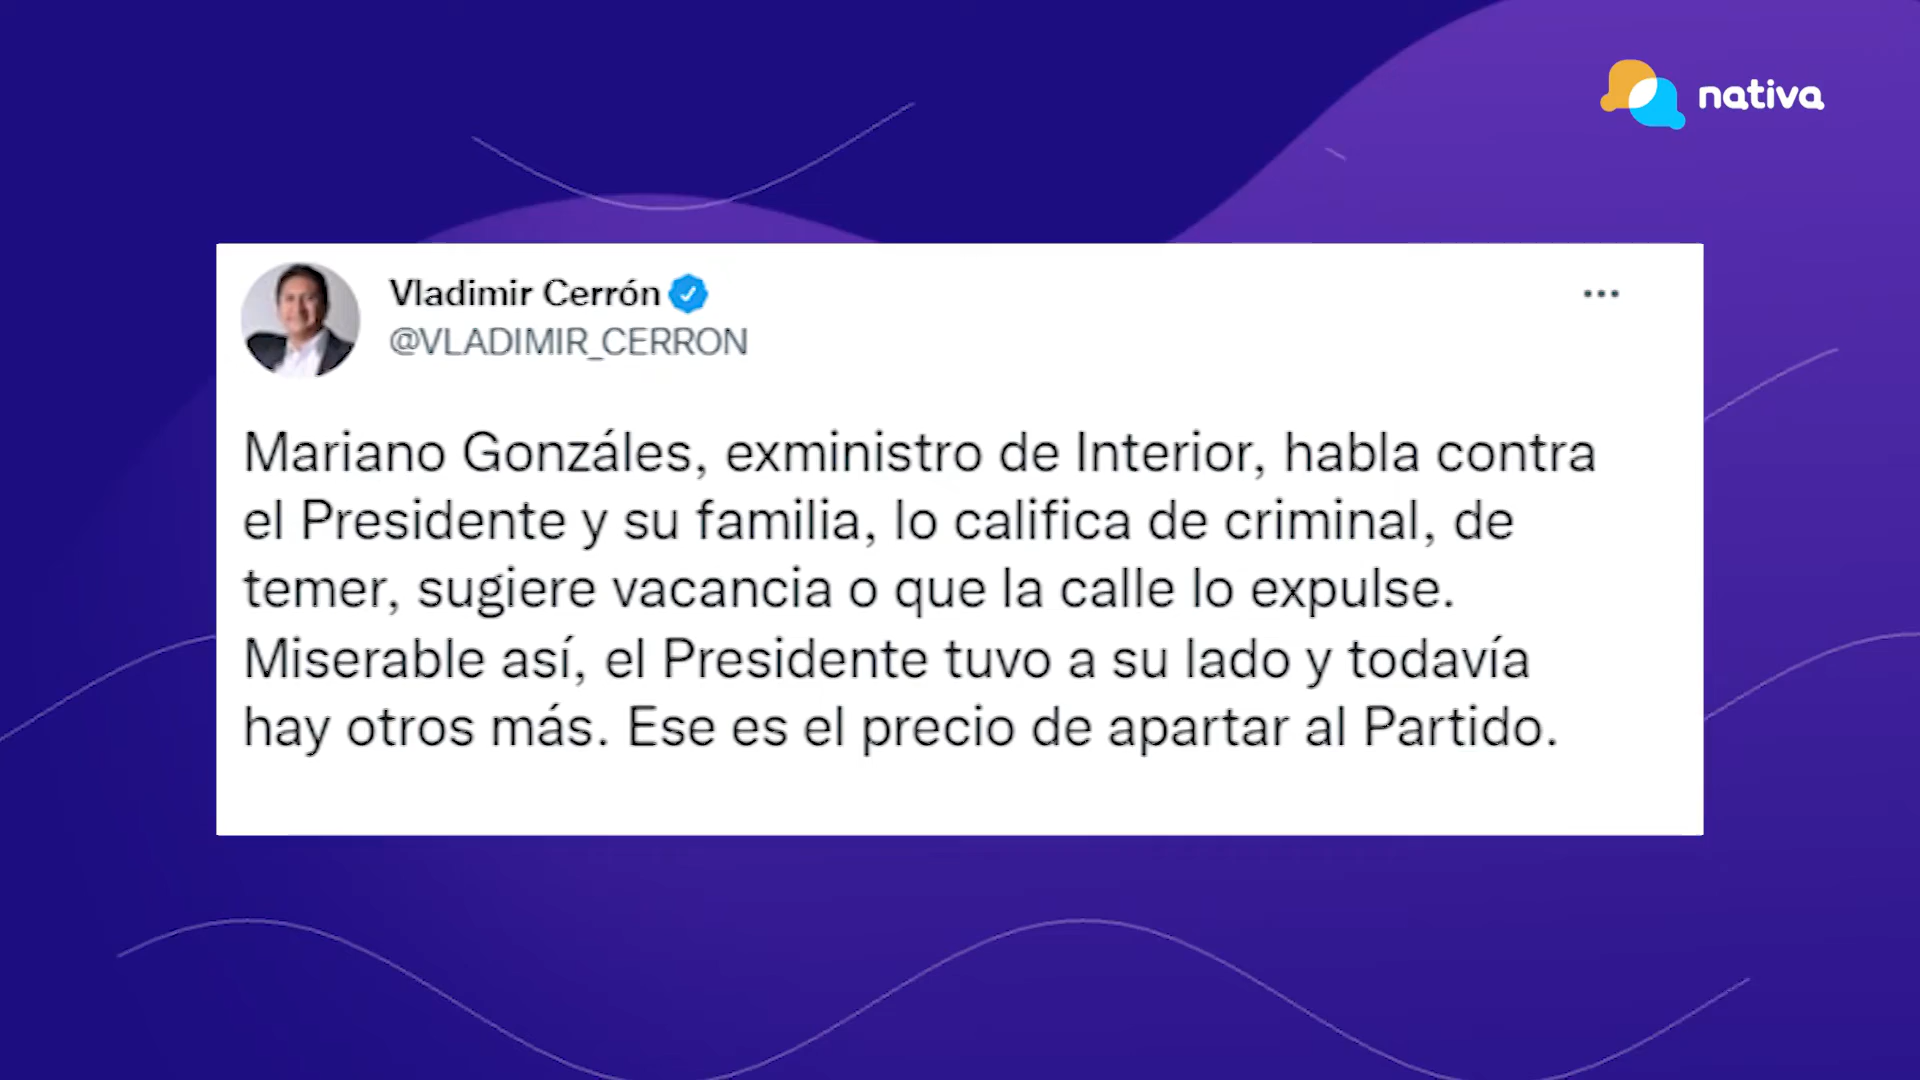 nativa
Vladimir Cerrón
@VLADIMIR_CERRON
Mariano Gonzáles, exministro de Interior, habla contra
el Presidente y su familia, lo califica de criminal, de
temer, sugiere vacancia o que la calle lo expulse.
Miserable así, el Presidente tuvo a su lado y todavía
hay otros más. Ese es el precio de apartar al Partido.